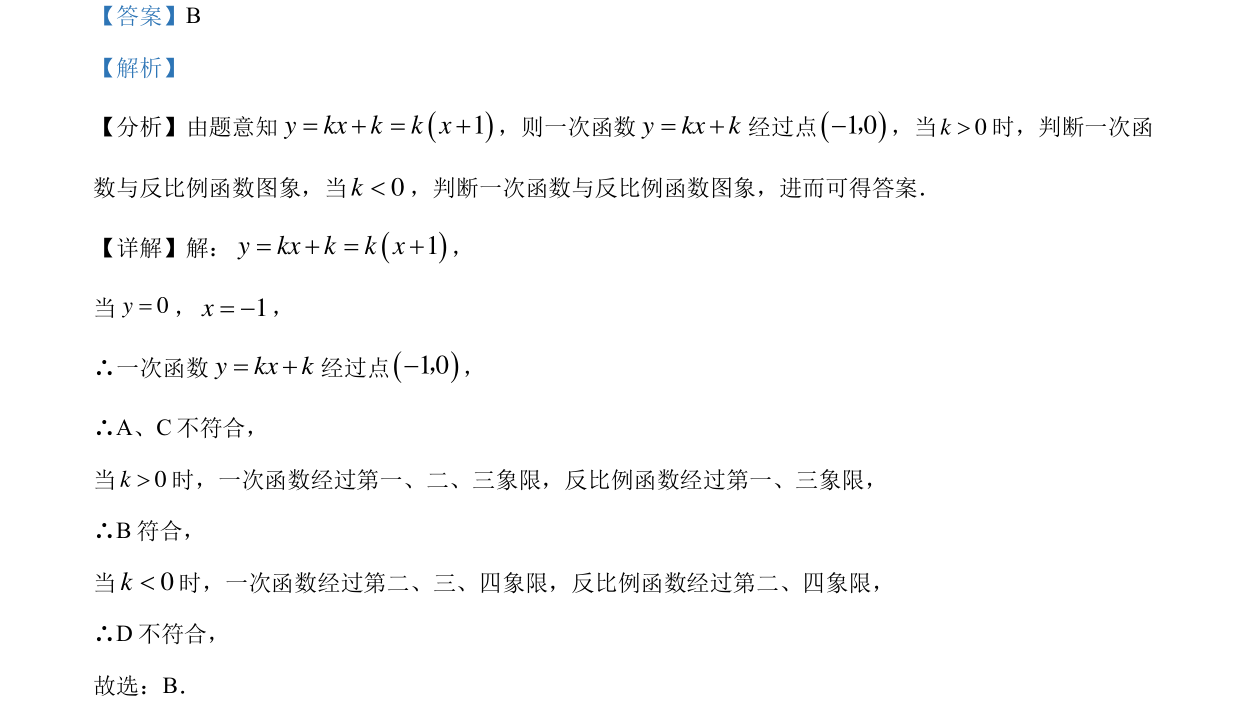 【答案】B
【解析】
【分析】由题意知 y = kx + k = k(x+1)，则一次函数 y = kx + k 经过点(−1,0)，当 k > 0 时，判断一次函
数与反比例函数图象，当 k < 0，判断一次函数与反比例函数图象，进而可得答案．
【详解】解： y = kx + k = k(x+1)，
当 y = 0， x = −1，
∴一次函数 y = kx + k 经过点(−1,0)，
∴A、C 不符合，
当 k > 0 时，一次函数经过第一、二、三象限，反比例函数经过第一、三象限，
∴B 符合，
当 k < 0 时，一次函数经过第二、三、四象限，反比例函数经过第二、四象限，
∴D 不符合，
故选：B．